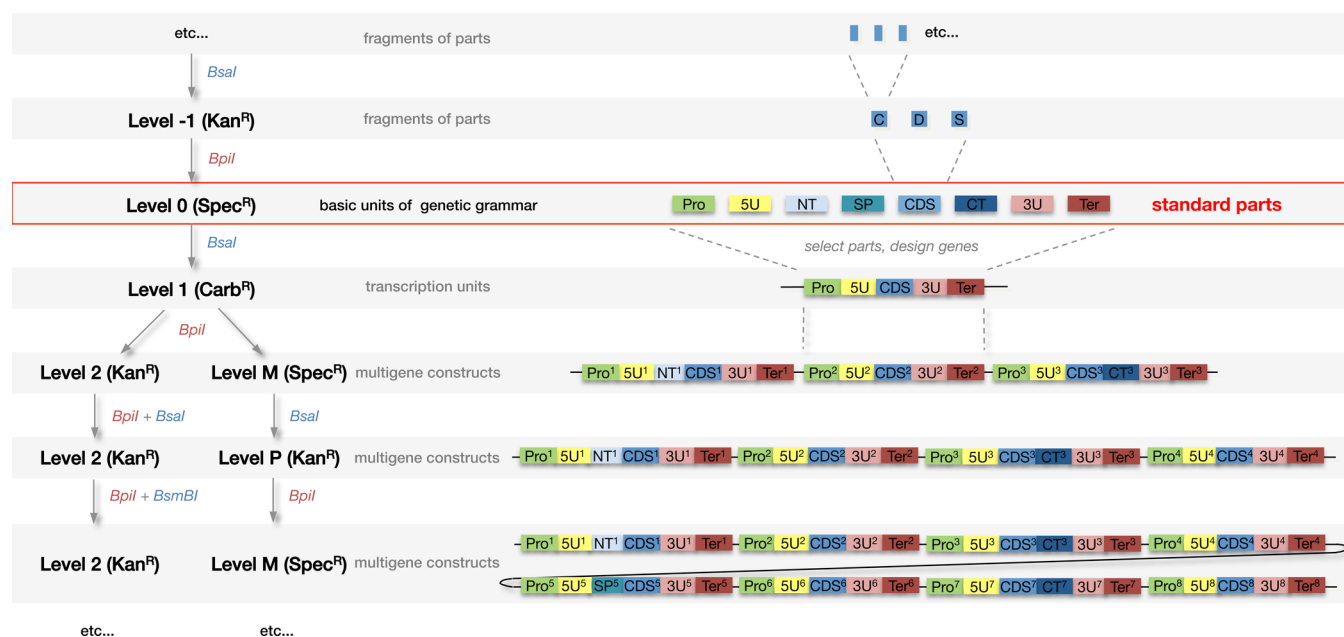 etc... fragments of parts etc...
BsaI
Level -1 (Kanᴿ) fragments of parts C D S
BpiI
Level 0 (Specᴿ) basic units of genetic grammar Pro 5U NT SP CDS CT 3U Ter standard parts
BsaI select parts, design genes
Level 1 (Carbᴿ) transcription units Pro 5U CDS 3U Ter
BpiI
Level 2 (Kanᴿ) Level M (Specᴿ) multigene constructs Pro¹ 5U¹ NT¹ CDS¹ 3U¹ Ter¹ Pro² 5U² CDS² 3U² Ter² Pro³ 5U³ CDS³ CT³ 3U³ Ter³
BpiI + BsaI BsaI
Level 2 (Kanᴿ) Level P (Kanᴿ) multigene constructs Pro¹ 5U¹ NT¹ CDS¹ 3U¹ Ter¹ Pro² 5U² CDS² 3U² Ter² Pro³ 5U³ CDS³ CT³ 3U³ Ter³ Pro⁴ 5U⁴ CDS⁴ 3U⁴ Ter⁴
BpiI + BsmBI BpiI
Pro¹ 5U¹ NT¹ CDS¹ 3U¹ Ter¹ Pro² 5U² CDS² 3U² Ter² Pro³ 5U³ CDS³ CT³ 3U³ Ter³ Pro⁴ 5U⁴ CDS⁴ 3U⁴ Ter⁴
Level 2 (Kanᴿ) Level M (Specᴿ) multigene constructs
Pro⁵ 5U⁵ SP⁵ CDS⁵ 3U⁵ Ter⁵ Pro⁶ 5U⁶ CDS⁶ 3U⁶ Ter⁶ Pro⁷ 5U⁷ CDS⁷ CT⁷ 3U⁷ Ter⁷ Pro⁸ 5U⁸ CDS⁸ 3U⁸ Ter⁸
etc... etc...